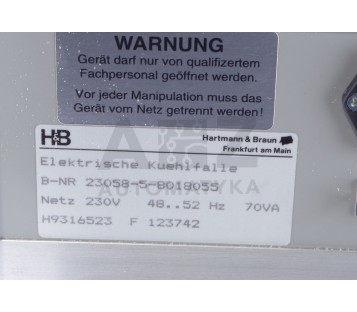 WARNUNG
Gerät darf nur von qualifizertem
Fachpersonal geöffnet werden.
Vor jeder Manipulation muss das
Gerät vom Netz getrennt werden!
H&B
Hartmann & Braun
Frankfurt am Main
Elektrische Kuehlfalle
B-NR 23058-5-8018055
Netz 230V 48..52 Hz 70VA
H9316523 F 123742
AUTOMATYKA